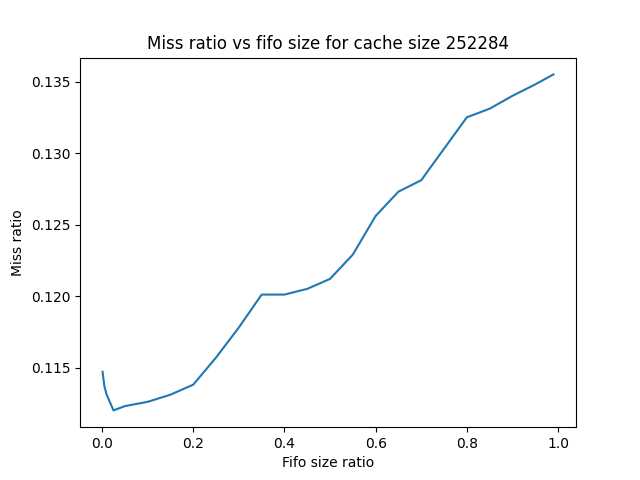 Miss ratio vs fifo size for cache size 252284
0.135
0.130
0.125
0.120
0.115
Miss ratio
0.0 0.2 0.4 0.6 0.8 1.0
Fifo size ratio